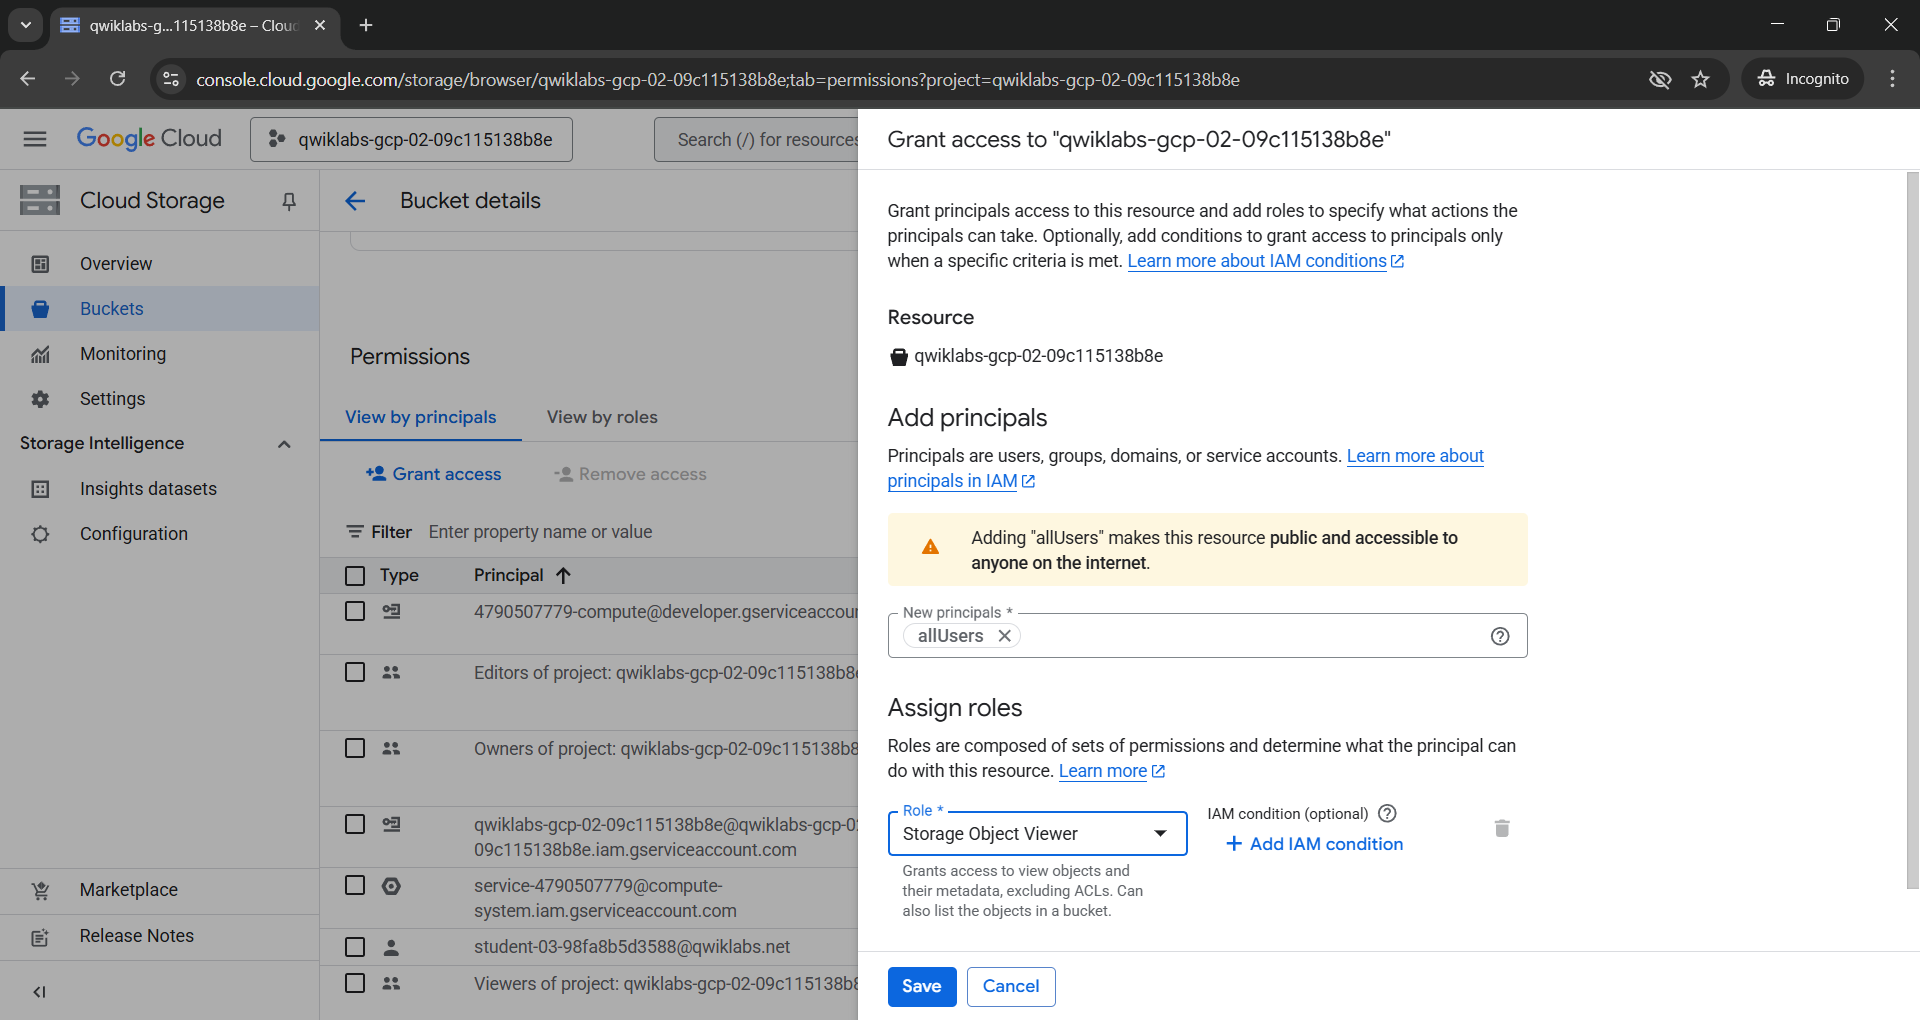 qwiklabs-g...115138b8e – Clou
console.cloud.google.com/storage/browser/qwiklabs-gcp-02-09c115138b8e;tab=permissions?project=qwiklabs-gcp-02-09c115138b8e
Incognito
Google Cloud
qwiklabs-gcp-02-09c115138b8e
Search (/) for resources
Cloud Storage
Overview
Buckets
Monitoring
Settings
Storage Intelligence
Insights datasets
Configuration
Marketplace
Release Notes
Bucket details
Permissions
View by principals
View by roles
Grant access
Remove access
Filter
Enter property name or value
Type
Principal
4790507779-compute@developer.gserviceaccou
Editors of project: qwiklabs-gcp-02-09c115138b8
Owners of project: qwiklabs-gcp-02-09c115138b8
qwiklabs-gcp-02-09c115138b8e@qwiklabs-gcp-0
09c115138b8e.iam.gserviceaccount.com
service-4790507779@compute-
system.iam.gserviceaccount.com
student-03-98fa8b5d3588@qwiklabs.net
Viewers of project: qwiklabs-gcp-02-09c115138b8
Grant access to "qwiklabs-gcp-02-09c115138b8e"
Grant principals access to this resource and add roles to specify what actions the
principals can take. Optionally, add conditions to grant access to principals only
when a specific criteria is met. Learn more about IAM conditions
Resource
qwiklabs-gcp-02-09c115138b8e
Add principals
Principals are users, groups, domains, or service accounts. Learn more about
principals in IAM
Adding "allUsers" makes this resource public and accessible to
anyone on the internet.
New principals *
allUsers
Assign roles
Roles are composed of sets of permissions and determine what the principal can
do with this resource. Learn more
Role *
Storage Object Viewer
Grants access to view objects and
their metadata, excluding ACLs. Can
also list the objects in a bucket.
IAM condition (optional)
Add IAM condition
Save
Cancel